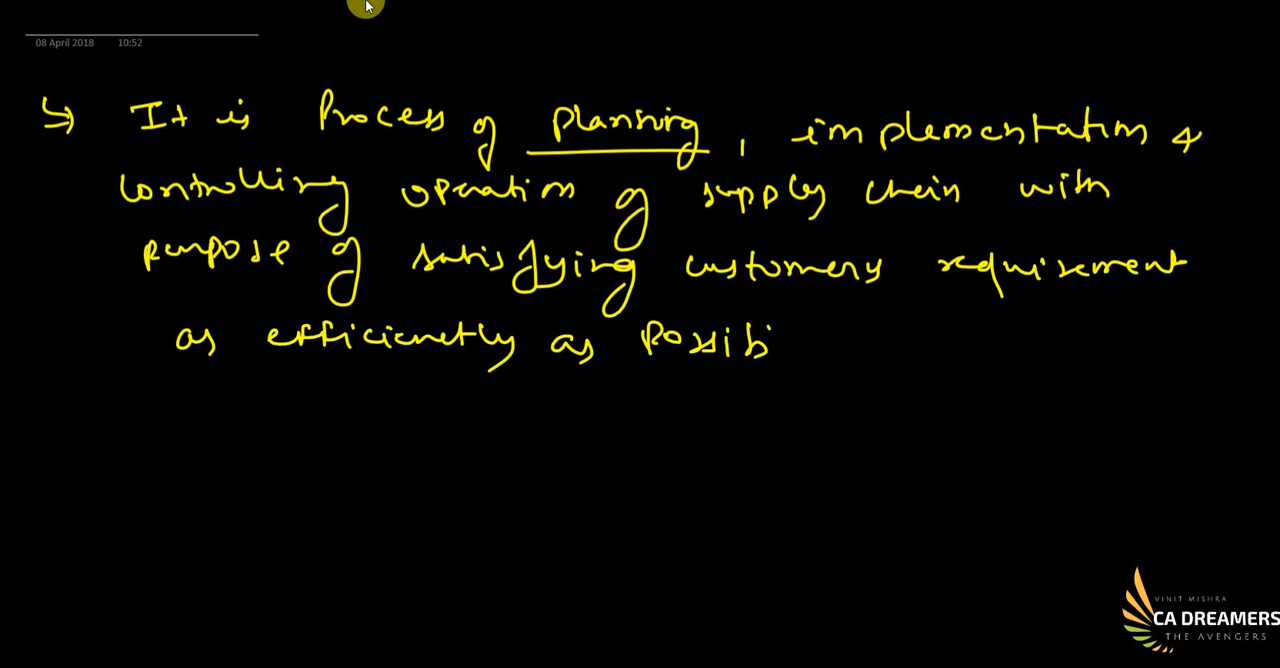 08 April 2018 10:52
↳ It is Process of planning, implementation &
controlling operation of supply chain with
purpose of satisfying customers requirement
as efficienetly as Possib
VINIT MISHRA
CA DREAMERS
THE AVENGERS